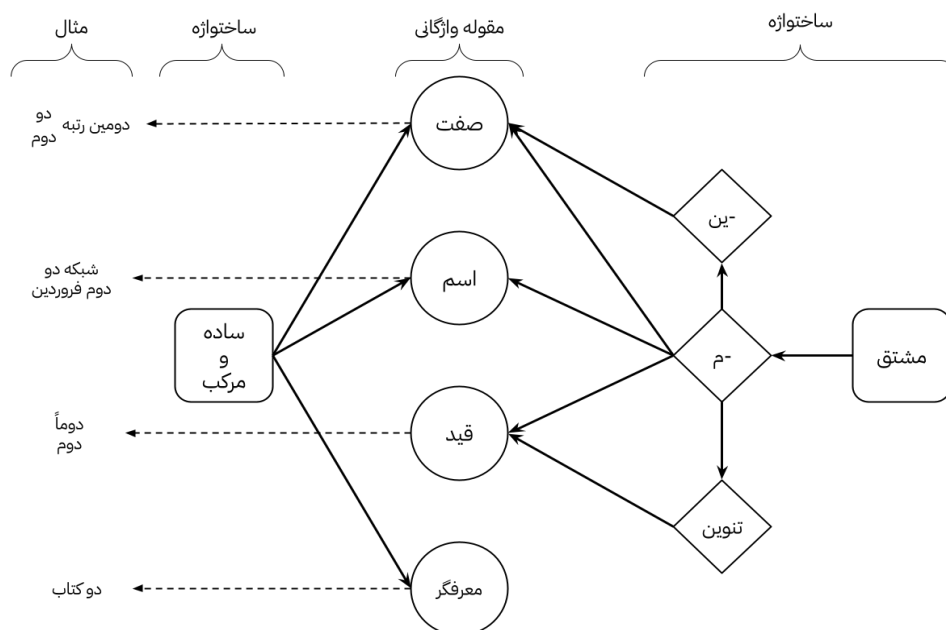 ساختواژه
مقوله واژگانی
ساختواژه
مثال
صفت
دومین رتبه
دو
دوم
-ین
اسم
شبکه دو
دوم فروردین
مشتق
-م
ساده
و
مرکب
قید
دوماً
دوم
تنوین
معرفگر
دو کتاب